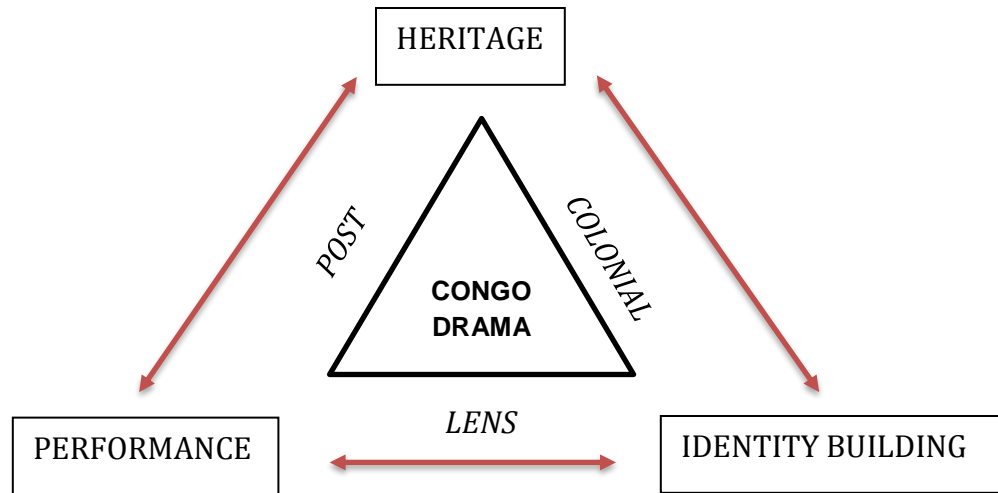 HERITAGE
POST
COLONIAL
CONGO
DRAMA
LENS
PERFORMANCE
IDENTITY BUILDING